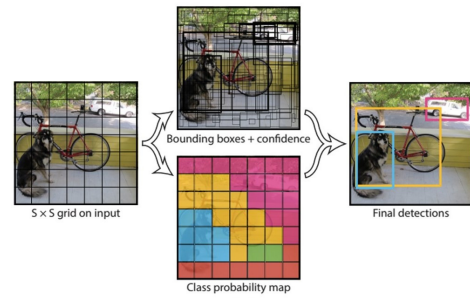 Bounding boxes + confidence
S × S grid on input
Final detections
Class probability map